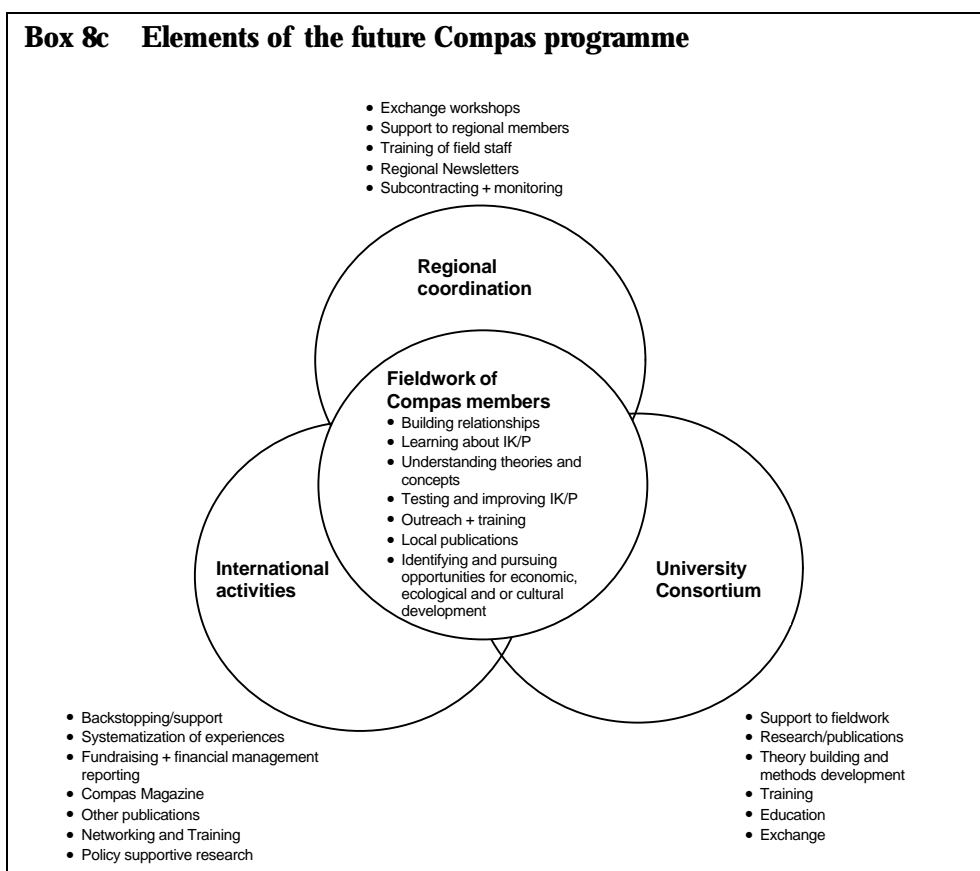 Box 8c Elements of the future Compas programme
• Exchange workshops
• Support to regional members
• Training of field staff
• Regional Newsletters
• Subcontracting + monitoring
Regional
coordination
Fieldwork of
Compas members
• Building relationships
• Learning about IK/P
• Understanding theories and
concepts
• Testing and improving IK/P
• Outreach + training
• Local publications
• Identifying and pursuing
opportunities for economic,
ecological and or cultural
development
International
activities
University
Consortium
• Backstopping/support
• Systematization of experiences
• Fundraising + financial management
reporting
• Compas Magazine
• Other publications
• Networking and Training
• Policy supportive research
• Support to fieldwork
• Research/publications
• Theory building and
methods development
• Training
• Education
• Exchange